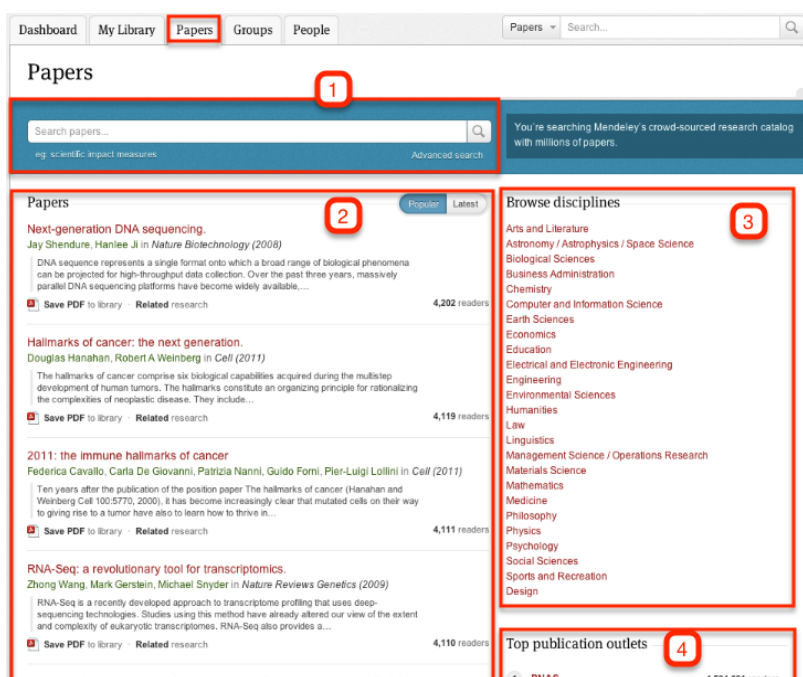 Dashboard My Library Papers Groups People Papers Search...
Papers
1
Search papers...
eg: scientific impact measures Advanced search
You're searching Mendeley's crowd-sourced research catalog
with millions of papers.
Papers Popular Latest
2
Next-generation DNA sequencing.
Jay Shendure, Hanlee Ji in Nature Biotechnology (2008)
DNA sequence represents a single format onto which a broad range of biological phenomena
can be projected for high-throughput data collection. Over the past three years, massively
parallel DNA sequencing platforms have become widely available,...
Save PDF to library · Related research 4,202 readers
Hallmarks of cancer: the next generation.
Douglas Hanahan, Robert A Weinberg in Cell (2011)
The hallmarks of cancer comprise six biological capabilities acquired during the multistep
development of human tumors. The hallmarks constitute an organizing principle for rationalizing
the complexities of neoplastic disease. They include...
Save PDF to library · Related research 4,119 readers
2011: the immune hallmarks of cancer
Federica Cavallo, Carla De Giovanni, Patrizia Nanni, Guido Forni, Pier-Luigi Lollini in Cell (2011)
Ten years after the publication of the position paper The hallmarks of cancer (Hanahan and
Weinberg Cell 100:5770, 2000), it has become increasingly clear that mutated cells on their way
to giving rise to a tumor have also to learn how to thrive in...
Save PDF to library · Related research 4,111 readers
RNA-Seq: a revolutionary tool for transcriptomics.
Zhong Wang, Mark Gerstein, Michael Snyder in Nature Reviews Genetics (2009)
RNA-Seq is a recently developed approach to transcriptome profiling that uses deep-
sequencing technologies. Studies using this method have already altered our view of the extent
and complexity of eukaryotic transcriptomes. RNA-Seq also provides a...
Save PDF to library · Related research 4,110 readers
Browse disciplines
3
Arts and Literature
Astronomy / Astrophysics / Space Science
Biological Sciences
Business Administration
Chemistry
Computer and Information Science
Earth Sciences
Economics
Education
Electrical and Electronic Engineering
Engineering
Environmental Sciences
Humanities
Law
Linguistics
Management Science / Operations Research
Materials Science
Mathematics
Medicine
Philosophy
Physics
Psychology
Social Sciences
Sports and Recreation
Design
Top publication outlets
4
PNAS